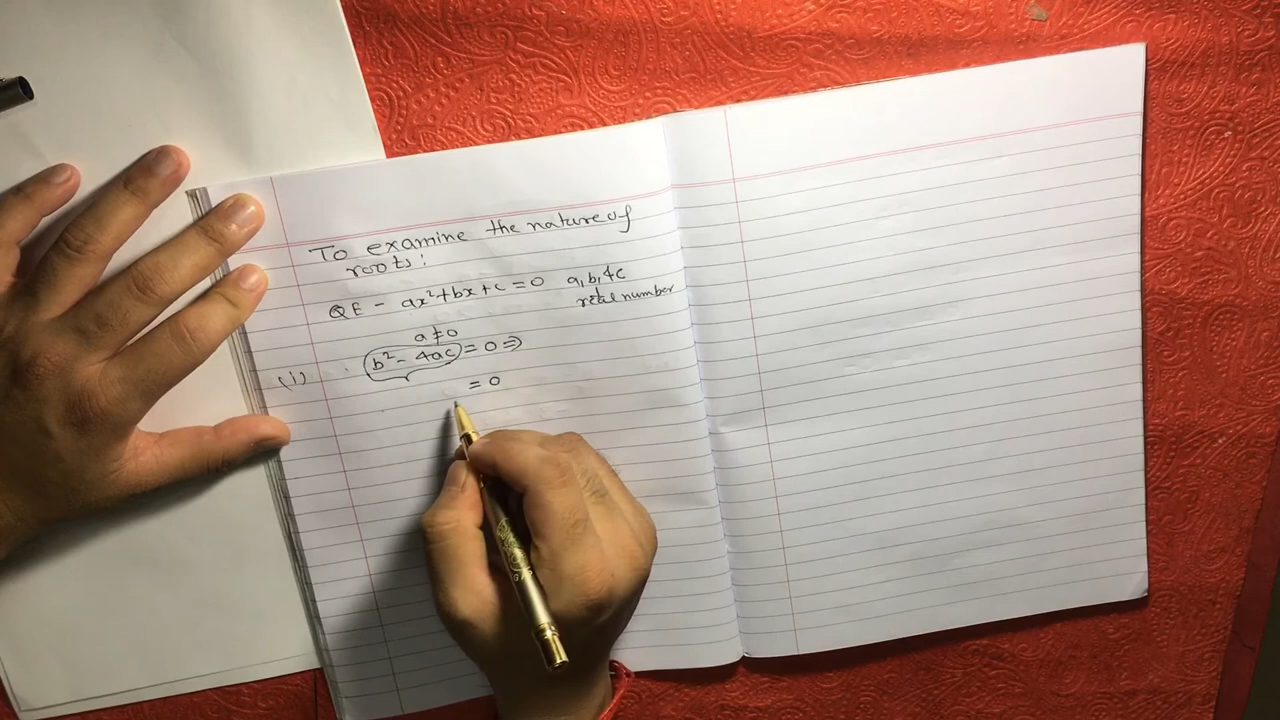 To examine the nature of
roots:
QE - ax²+bx+c=0 a,b,&c
real number
a≠0
(i) b²-4ac=0⇒
=0